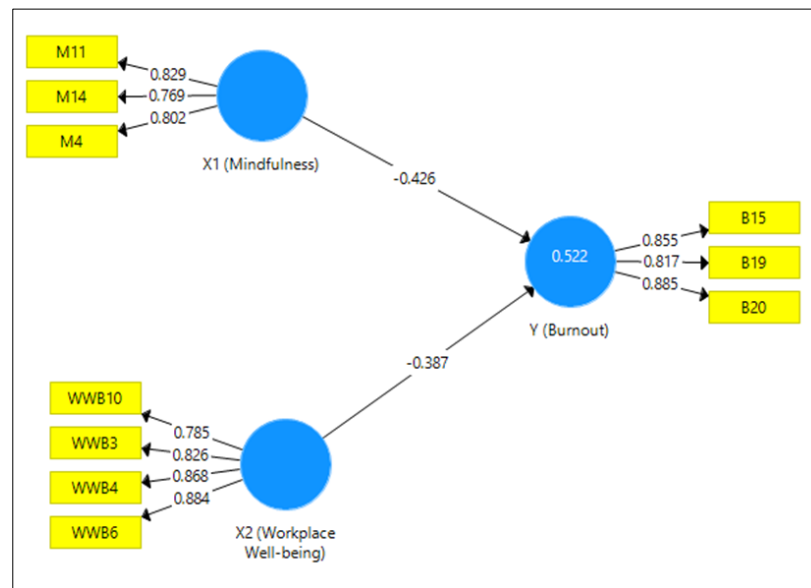 M11
0.829
M14
0.769
M4
0.802
X1 (Mindfulness)
-0.426
0.522
Y (Burnout)
0.855
B15
0.817
B19
0.885
B20
-0.387
WWB10
0.785
WWB3
0.826
WWB4
0.868
WWB6
0.884
X2 (Workplace
Well-being)